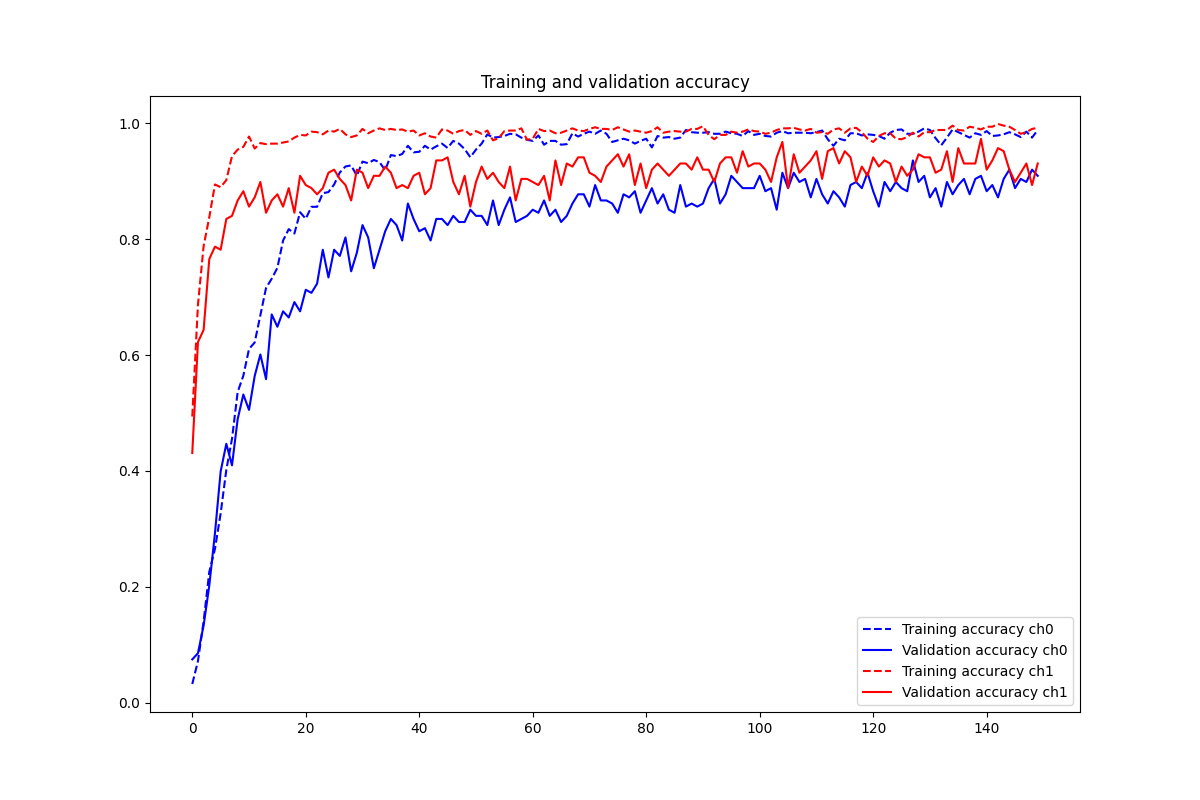 Training and validation accuracy
1.0
0.8
0.6
0.4
0.2
0.0
0 20 40 60 80 100 120 140
Training accuracy ch0
Validation accuracy ch0
Training accuracy ch1
Validation accuracy ch1